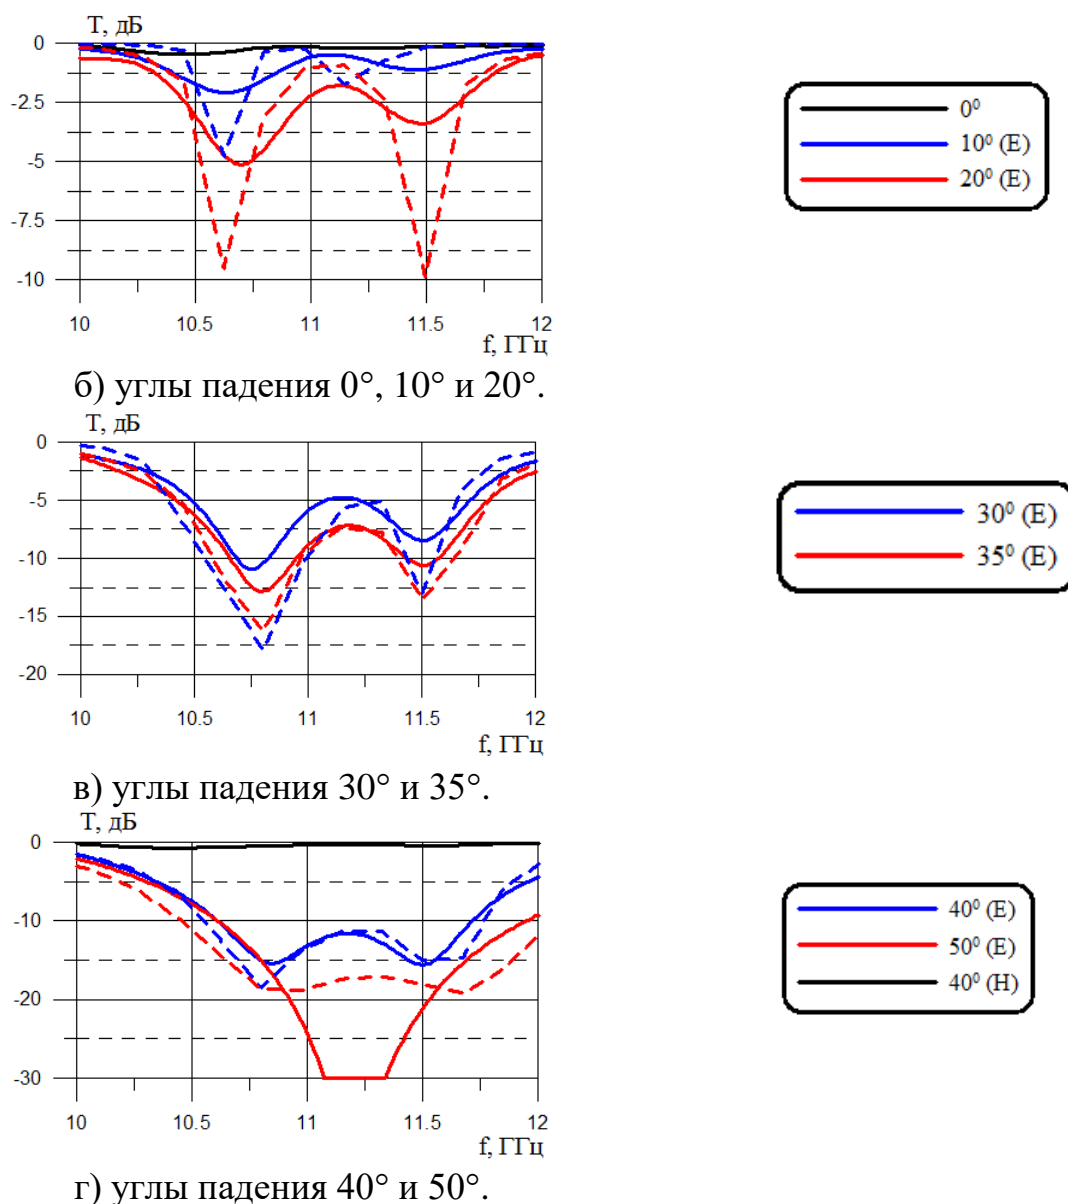 T, дБ
0
-2.5
-5
-7.5
-10
10 10.5 11 11.5 12
f, ГГц
0⁰
10⁰ (E)
20⁰ (E)
б) углы падения 0°, 10° и 20°.
T, дБ
0
-5
-10
-15
-20
10 10.5 11 11.5 12
f, ГГц
30⁰ (E)
35⁰ (E)
в) углы падения 30° и 35°.
T, дБ
0
-10
-20
-30
10 10.5 11 11.5 12
f, ГГц
40⁰ (E)
50⁰ (E)
40⁰ (H)
г) углы падения 40° и 50°.